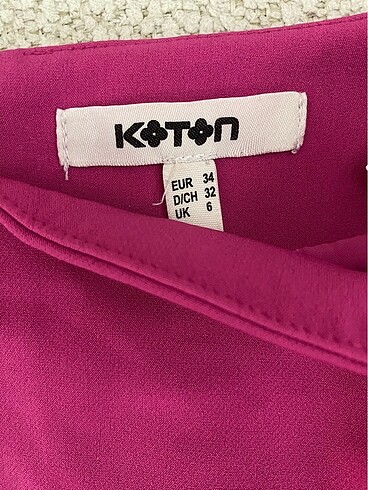 KOTON
EUR 34
D/CH 32
UK 6